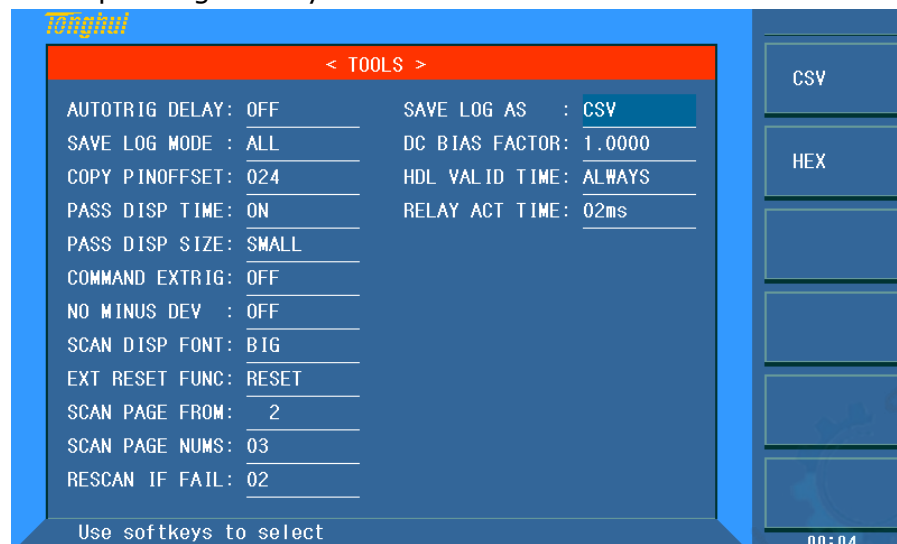 Tonghui
< TOOLS >
AUTOTRIG DELAY: OFF
SAVE LOG MODE : ALL
COPY PINOFFSET: 024
PASS DISP TIME: ON
PASS DISP SIZE: SMALL
COMMAND EXTRIG: OFF
NO MINUS DEV : OFF
SCAN DISP FONT: BIG
EXT RESET FUNC: RESET
SCAN PAGE FROM: 2
SCAN PAGE NUMS: 03
RESCAN IF FAIL: 02
SAVE LOG AS : CSV
DC BIAS FACTOR: 1.0000
HDL VALID TIME: ALWAYS
RELAY ACT TIME: 02ms
CSV
HEX
Use softkeys to select